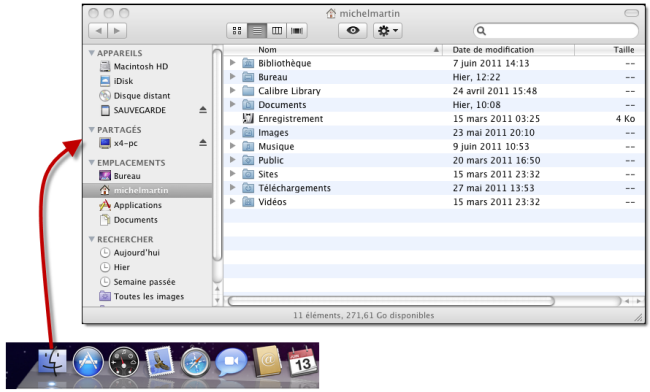 michelmartin
Nom Date de modification Taille
APPAREILS
Macintosh HD
iDisk
Disque distant
SAUVEGARDE
PARTAGÉS
x4-pc
EMPLACEMENTS
Bureau
michelmartin
Applications
Documents
RECHERCHER
Aujourd'hui
Hier
Semaine passée
Toutes les images
Bibliothèque 7 juin 2011 14:13 --
Bureau Hier, 12:22 --
Calibre Library 24 avril 2011 15:48 --
Documents Hier, 10:08 --
Enregistrement 15 mars 2011 03:25 4 Ko
Images 23 mai 2011 20:10 --
Musique 9 juin 2011 10:53 --
Public 20 mars 2011 16:50 --
Sites 15 mars 2011 23:32 --
Téléchargements 27 mai 2011 13:53 --
Vidéos 15 mars 2011 23:32 --
11 éléments, 271,61 Go disponibles
13